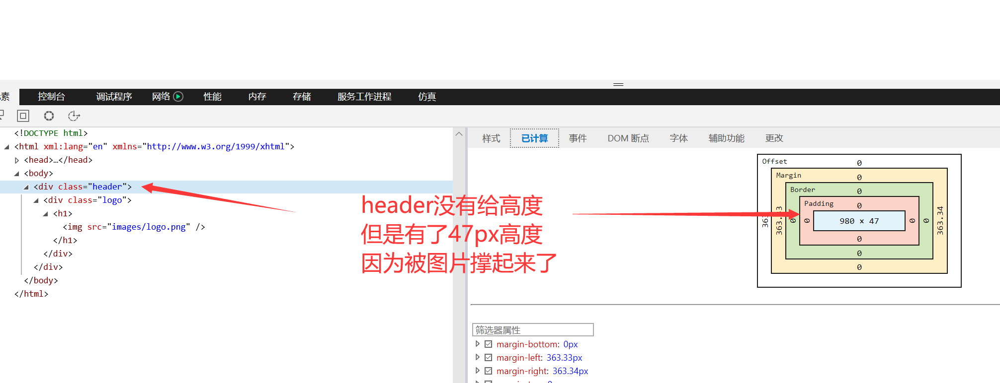 素
控制台
调试程序
网络
性能
内存
存储
服务工作进程
仿真
<!DOCTYPE html>
<html xml:lang="en" xmlns="http://www.w3.org/1999/xhtml">
<head>…</head>
<body>
<div class="header">
<div class="logo">
<h1>
<img src="images/logo.png" />
</h1>
</div>
</div>
</body>
</html>
header没有给高度
但是有了47px高度
因为被图片撑起来了
样式
已计算
事件
DOM 断点
字体
辅助功能
更改
Offset
0
Margin
0
Border
0
Padding
0
363.33
0
0
980 × 47
0
0
363.34
0
0
0
筛选器属性
margin-bottom: 0px
margin-left: 363.33px
margin-right: 363.34px